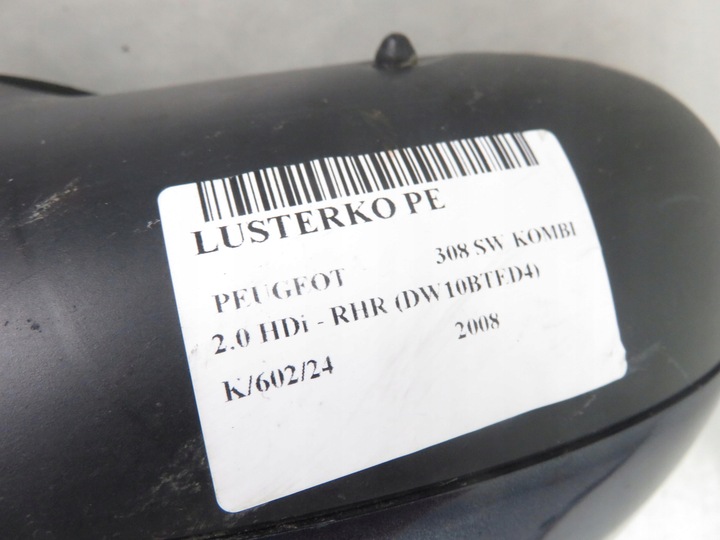 LUSTERKO PE
PEUGEOT 308 SW KOMBI
2.0 HDi - RHR (DW10BTED4)
2008
K/602/24